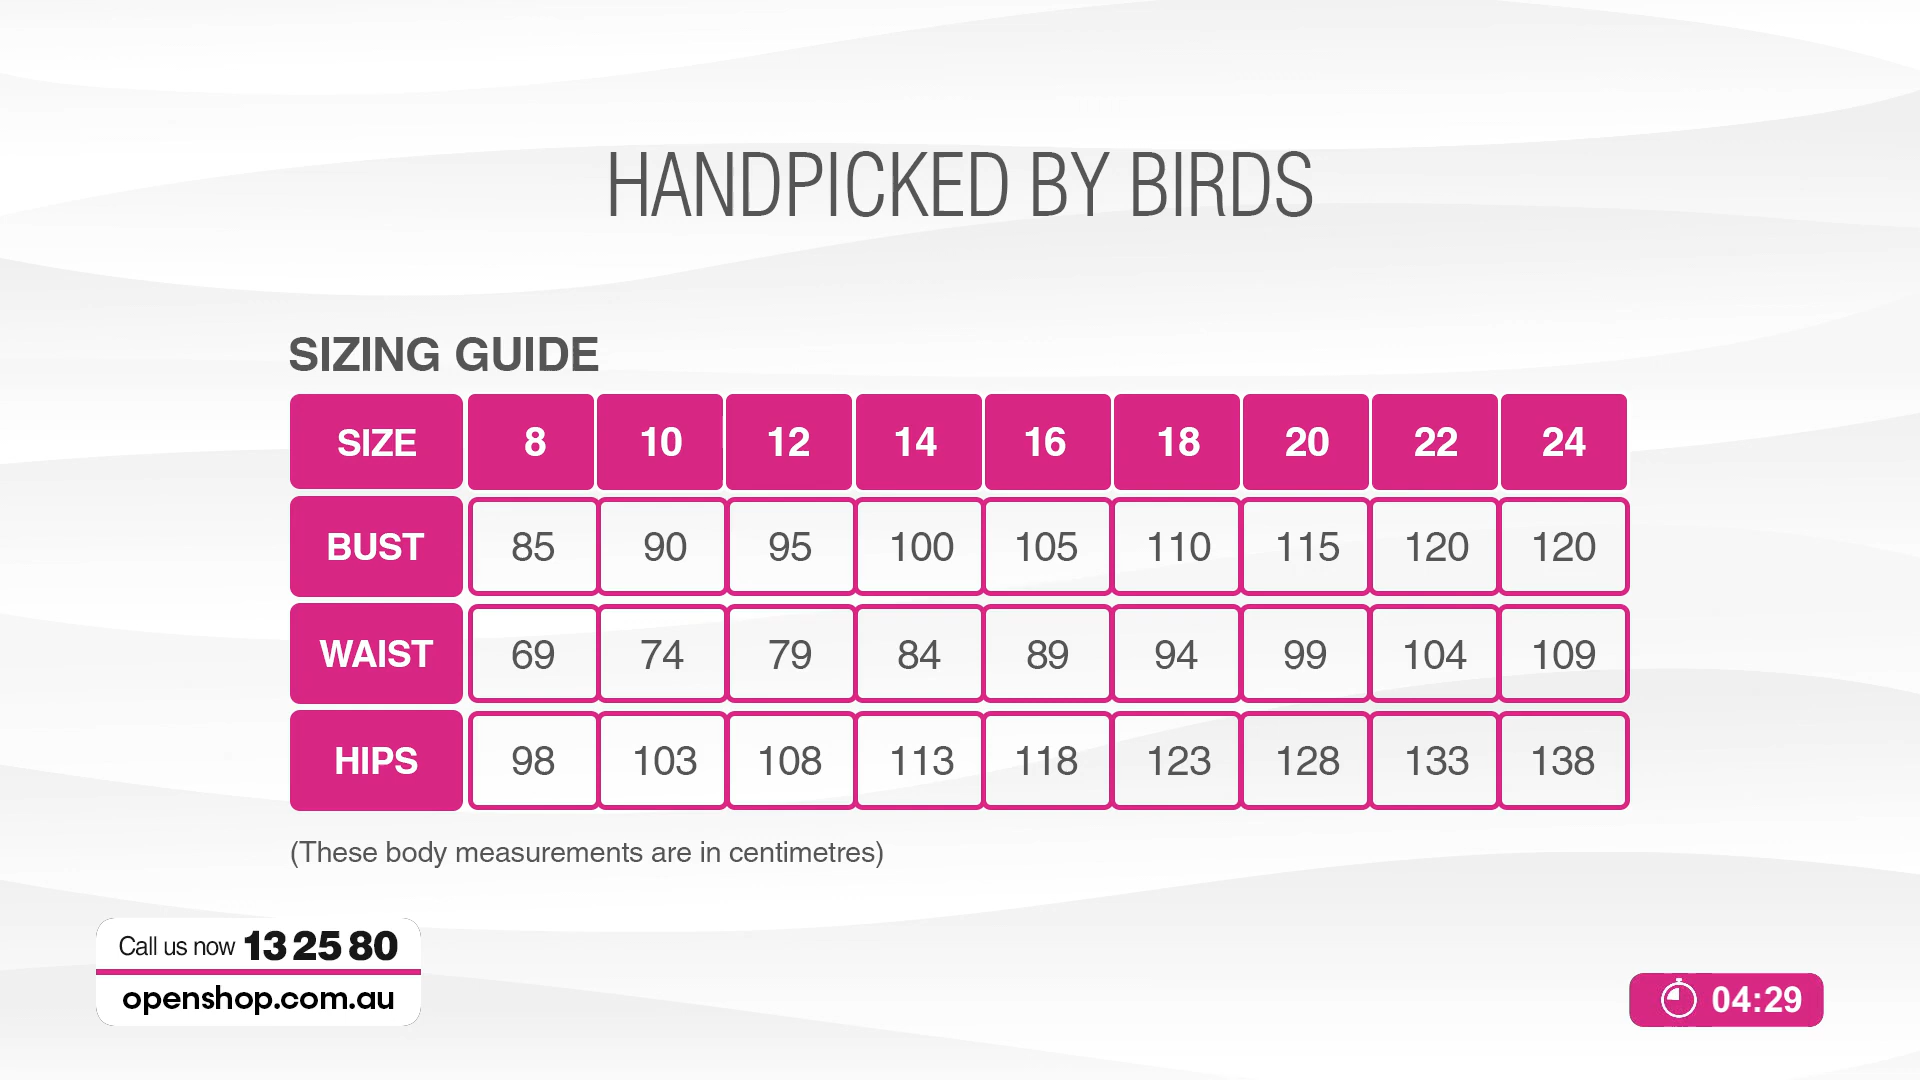 HANDPICKED BY BIRDS
SIZING GUIDE
SIZE 8 10 12 14 16 18 20 22 24
BUST 85 90 95 100 105 110 115 120 120
WAIST 69 74 79 84 89 94 99 104 109
HIPS 98 103 108 113 118 123 128 133 138
(These body measurements are in centimetres)
Call us now 13 25 80
openshop.com.au
04:29